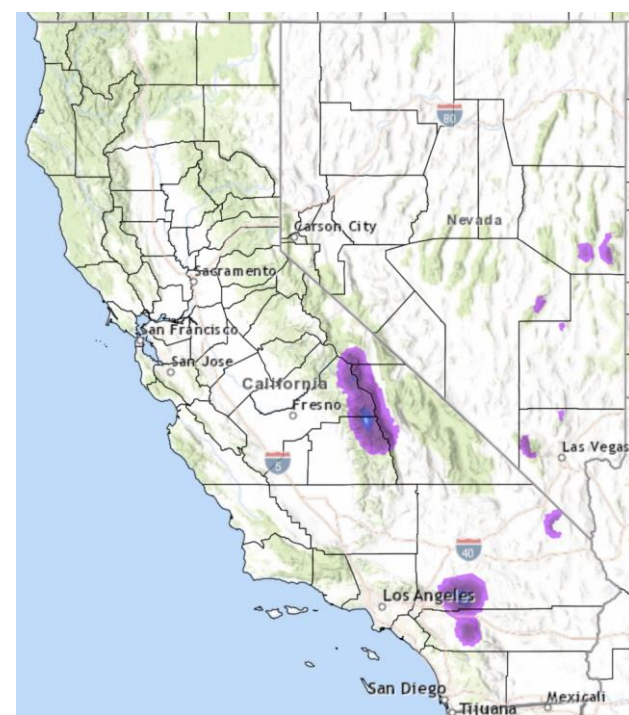 80
Carson City
Nevada
Sacramento
San Francisco
San Jose
California
Fresno
5
Las Vegas
40
Los Angeles
San Diego
Mexicali
Tijuana